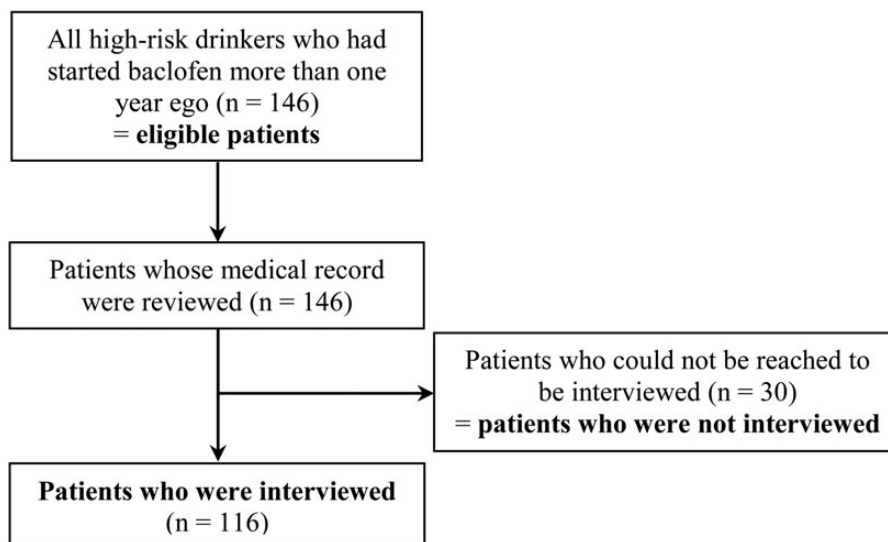 All high-risk drinkers who had
started baclofen more than one
year ego (n = 146)
= eligible patients
Patients whose medical record
were reviewed (n = 146)
Patients who could not be reached to
be interviewed (n = 30)
= patients who were not interviewed
Patients who were interviewed
(n = 116)